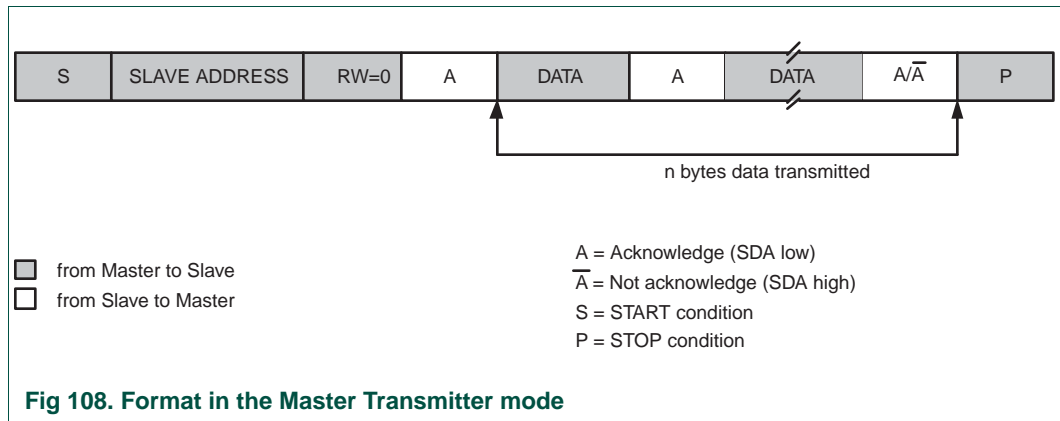 S SLAVE ADDRESS RW=0 A DATA A DATA A/A̅ P
n bytes data transmitted
from Master to Slave
from Slave to Master
A = Acknowledge (SDA low)
A̅ = Not acknowledge (SDA high)
S = START condition
P = STOP condition
Fig 108. Format in the Master Transmitter mode